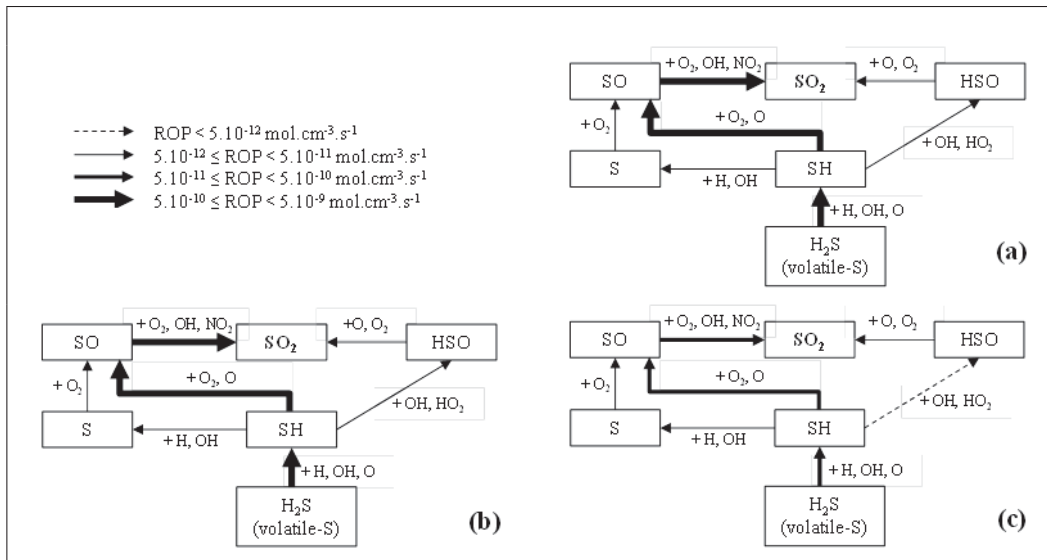 ROP < 5.10⁻¹² mol.cm⁻³.s⁻¹
5.10⁻¹² ≤ ROP < 5.10⁻¹¹ mol.cm⁻³.s⁻¹
5.10⁻¹¹ ≤ ROP < 5.10⁻¹⁰ mol.cm⁻³.s⁻¹
5.10⁻¹⁰ ≤ ROP < 5.10⁻⁹ mol.cm⁻³.s⁻¹
+ O₂, OH, NO₂
+ O, O₂
SO
SO₂
HSO
+ O₂
+ O₂, O
+ OH, HO₂
S
+ H, OH
SH
+ H, OH, O
H₂S
(volatile-S)
(a)
+ O₂, OH, NO₂
+O, O₂
SO
SO₂
HSO
+ O₂
+ O₂, O
+ OH, HO₂
S
+ H, OH
SH
+ H, OH, O
H₂S
(volatile-S)
(b)
+ O₂, OH, NO₂
+ O, O₂
SO
SO₂
HSO
+ O₂
+ O₂, O
+ OH, HO₂
S
+ H, OH
SH
+ H, OH, O
H₂S
(volatile-S)
(c)